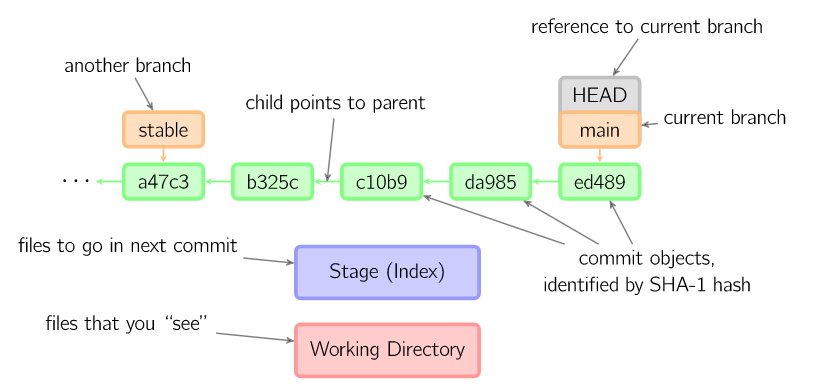 reference to current branch
another branch
HEAD
child points to parent
stable
main
current branch
··· a47c3 b325c c10b9 da985 ed489
files to go in next commit
Stage (Index)
commit objects,
identified by SHA-1 hash
files that you “see”
Working Directory